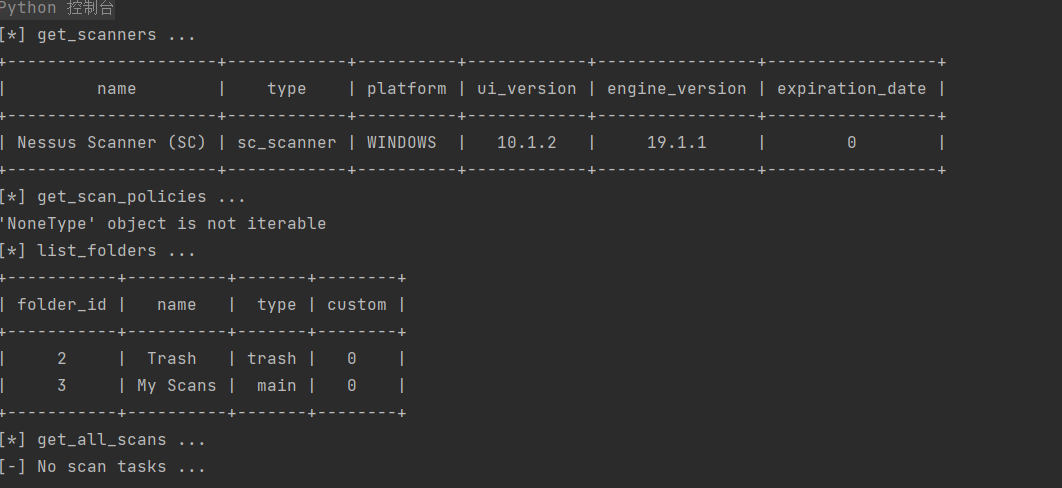 Python 控制台
[*] get_scanners ...
+---------------------+------------+----------+------------+----------------+-----------------+
|         name        |    type    | platform | ui_version | engine_version | expiration_date |
+---------------------+------------+----------+------------+----------------+-----------------+
| Nessus Scanner (SC) | sc_scanner | WINDOWS  |   10.1.2   |     19.1.1     |        0        |
+---------------------+------------+----------+------------+----------------+-----------------+
[*] get_scan_policies ...
'NoneType' object is not iterable
[*] list_folders ...
+-----------+----------+-------+--------+
| folder_id |   name   |  type | custom |
+-----------+----------+-------+--------+
|     2     |  Trash   | trash |   0    |
|     3     | My Scans |  main |   0    |
+-----------+----------+-------+--------+
[*] get_all_scans ...
[-] No scan tasks ...